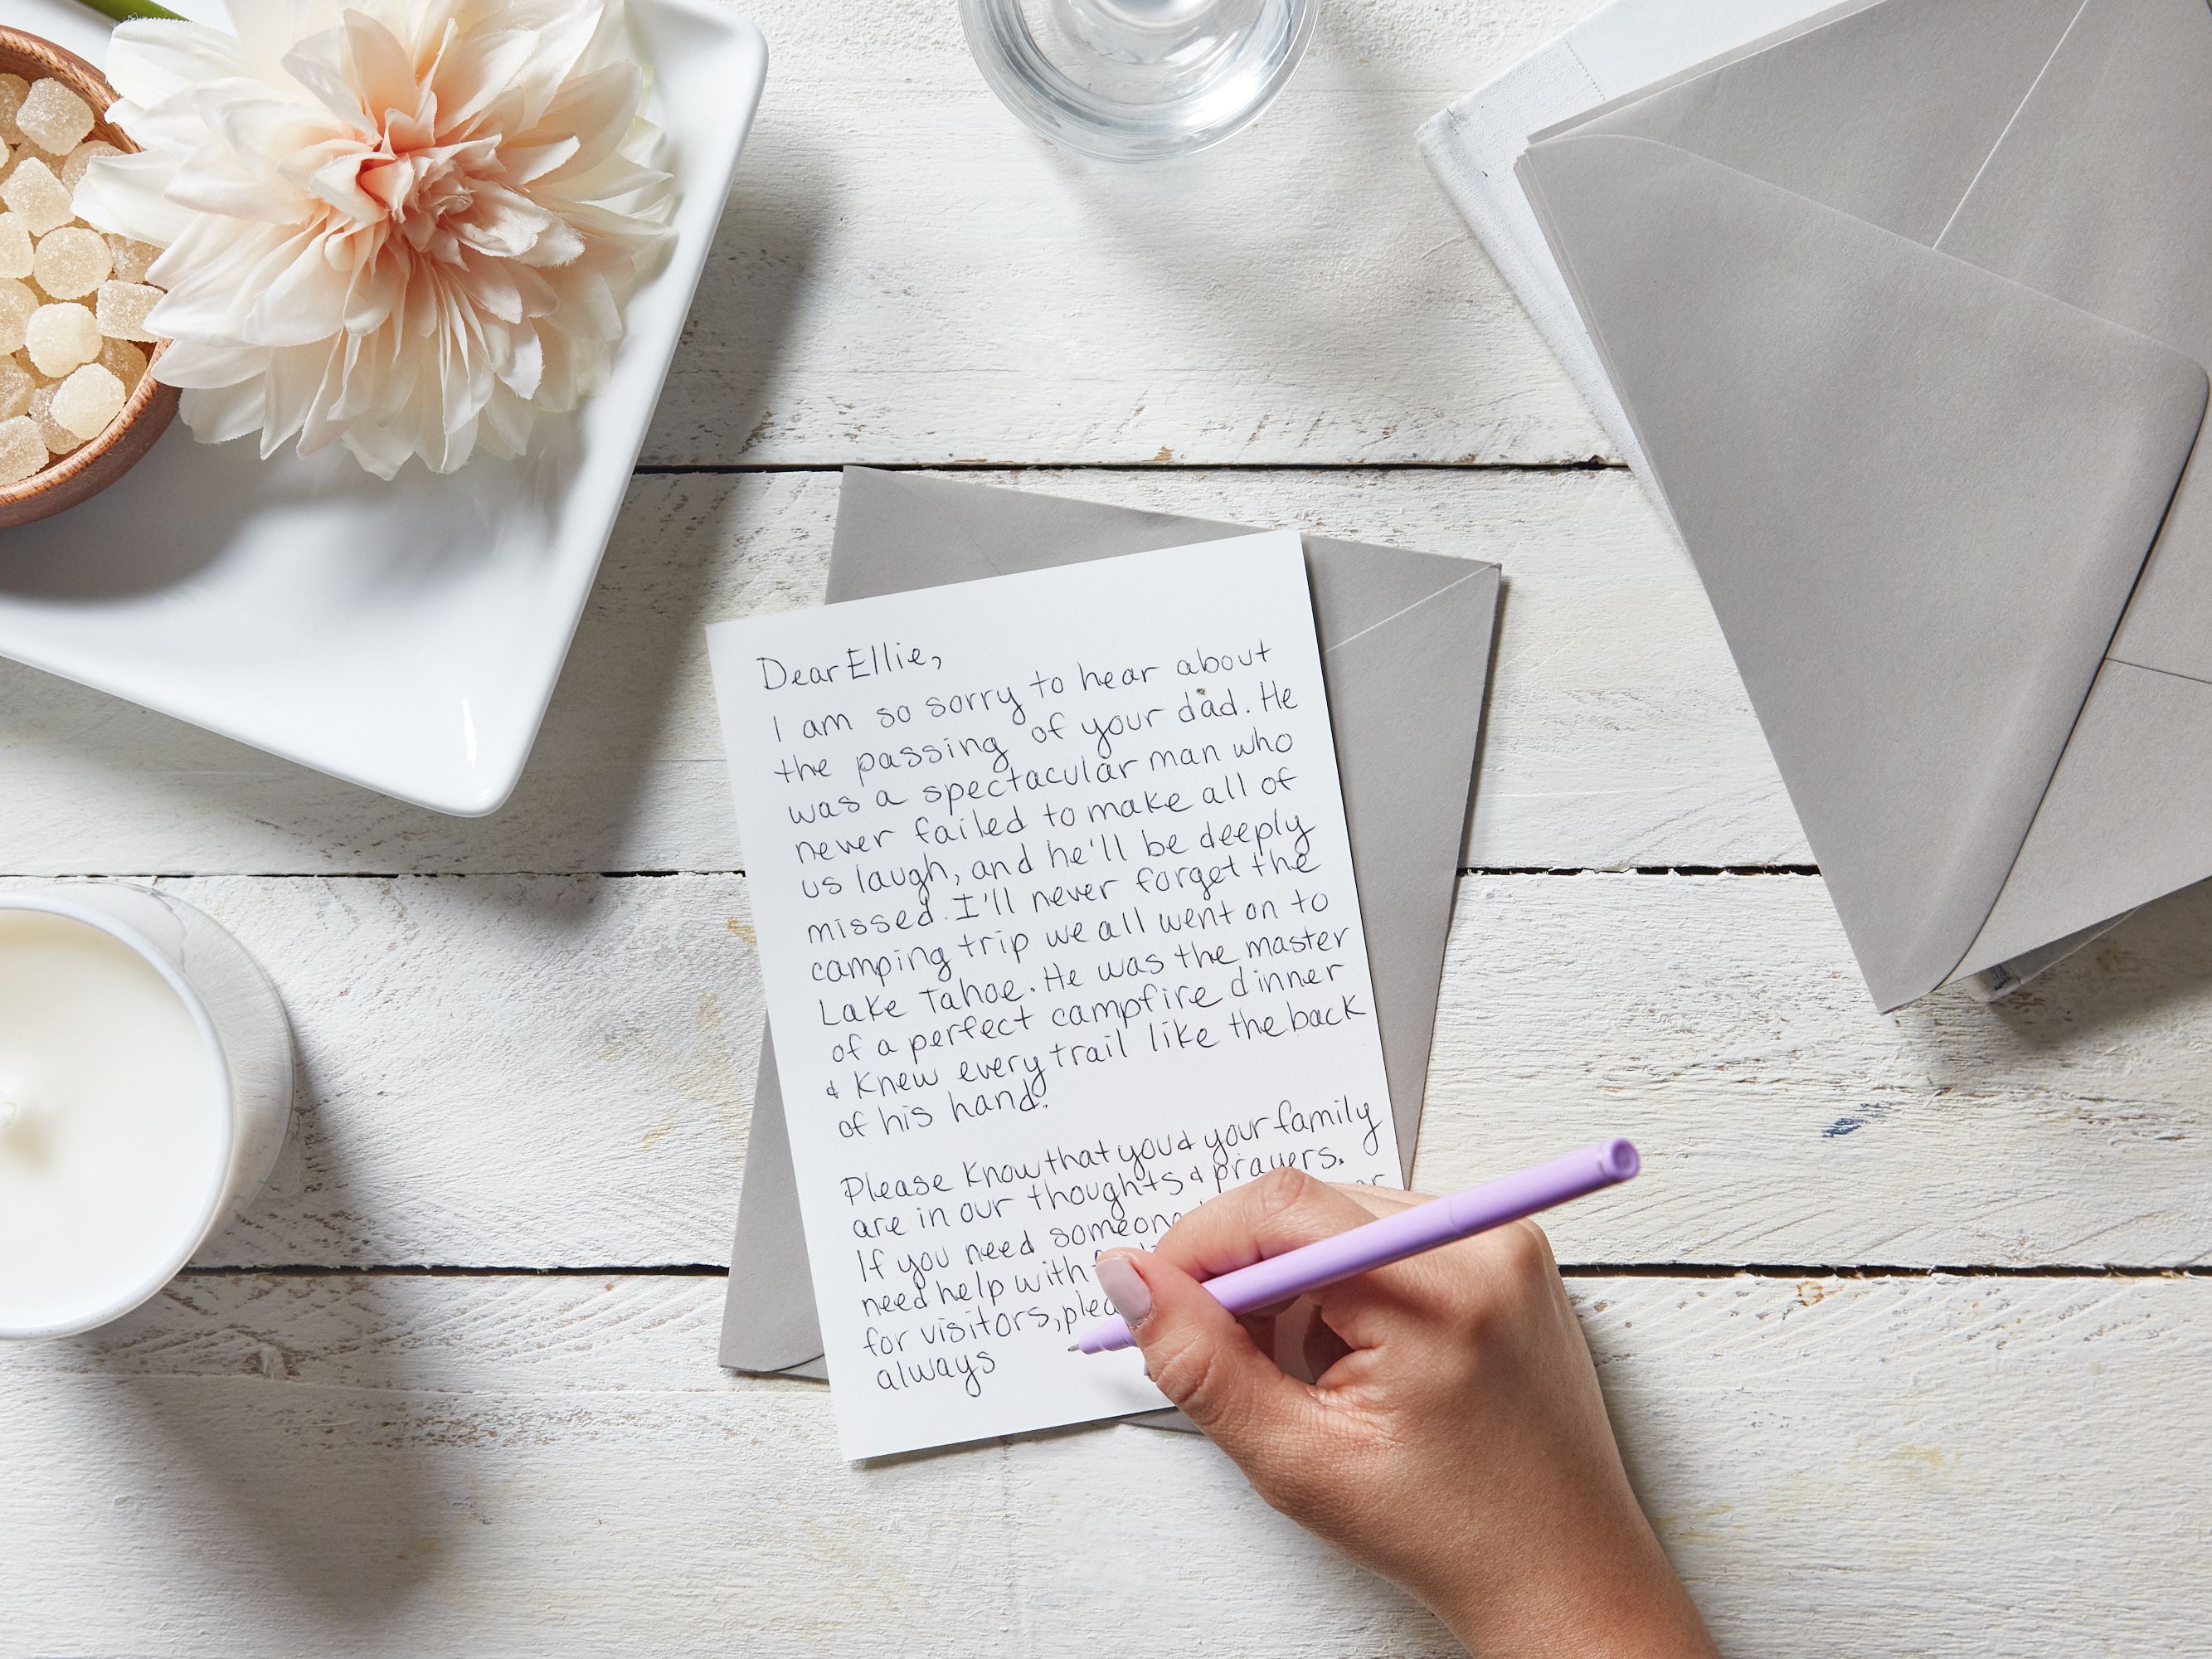 Dear Ellie,
I am so sorry to hear about
the passing of your dad. He
was a spectacular man who
never failed to make all of
us laugh, and he'll be deeply
missed. I'll never forget the
camping trip we all went on to
Lake Tahoe. He was the master
of a perfect campfire dinner
& knew every trail like the back
of his hand.
Please know that you & your family
are in our thoughts & prayers.
If you need someone
need help with
for visitors,
always